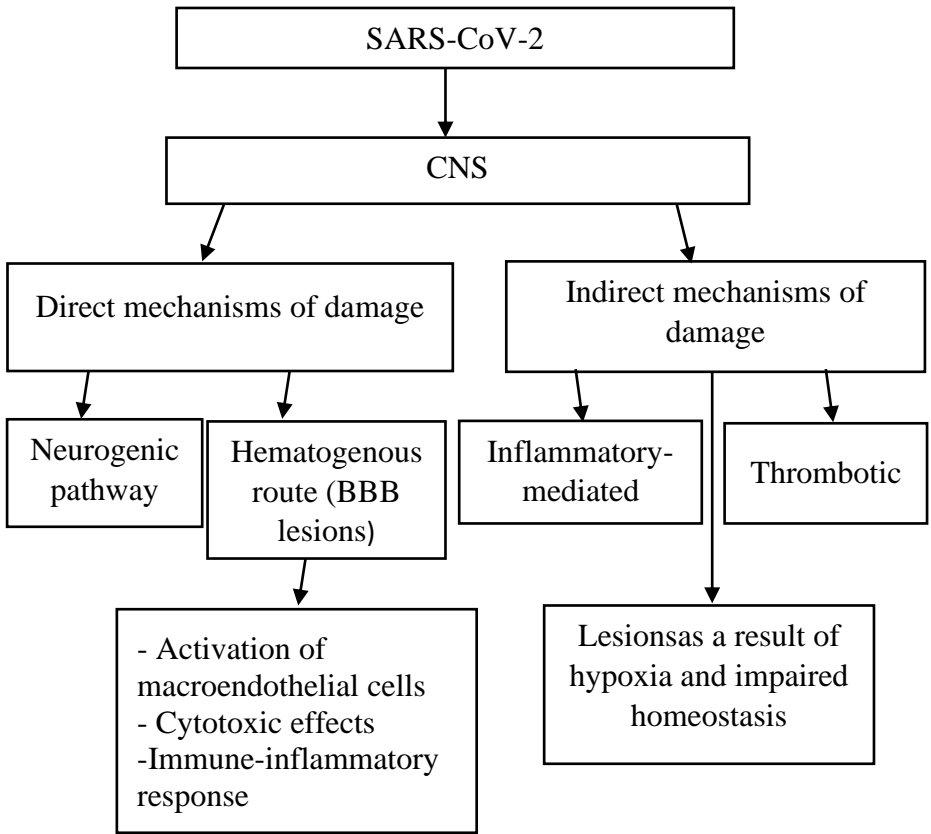 SARS-CoV-2
CNS
Direct mechanisms of damage
Indirect mechanisms of
damage
Neurogenic
pathway
Hematogenous
route (BBB
lesions)
Inflammatory-
mediated
Thrombotic
- Activation of
macroendothelial cells
- Cytotoxic effects
-Immune-inflammatory
response
Lesionsas a result of
hypoxia and impaired
homeostasis